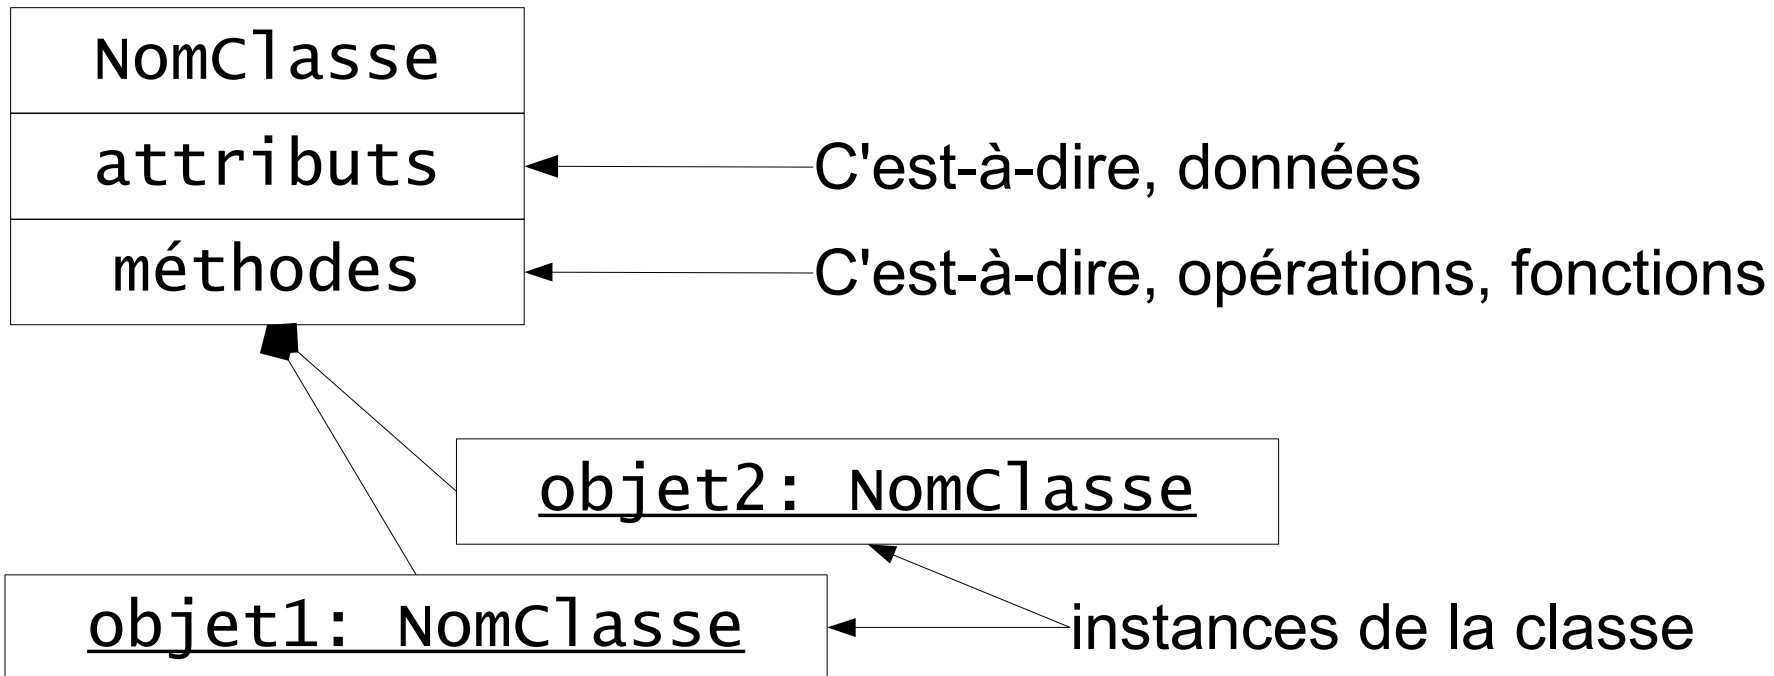 NomClasse
attributs
C'est-à-dire, données
méthodes
C'est-à-dire, opérations, fonctions
objet2: NomClasse
objet1: NomClasse
instances de la classe